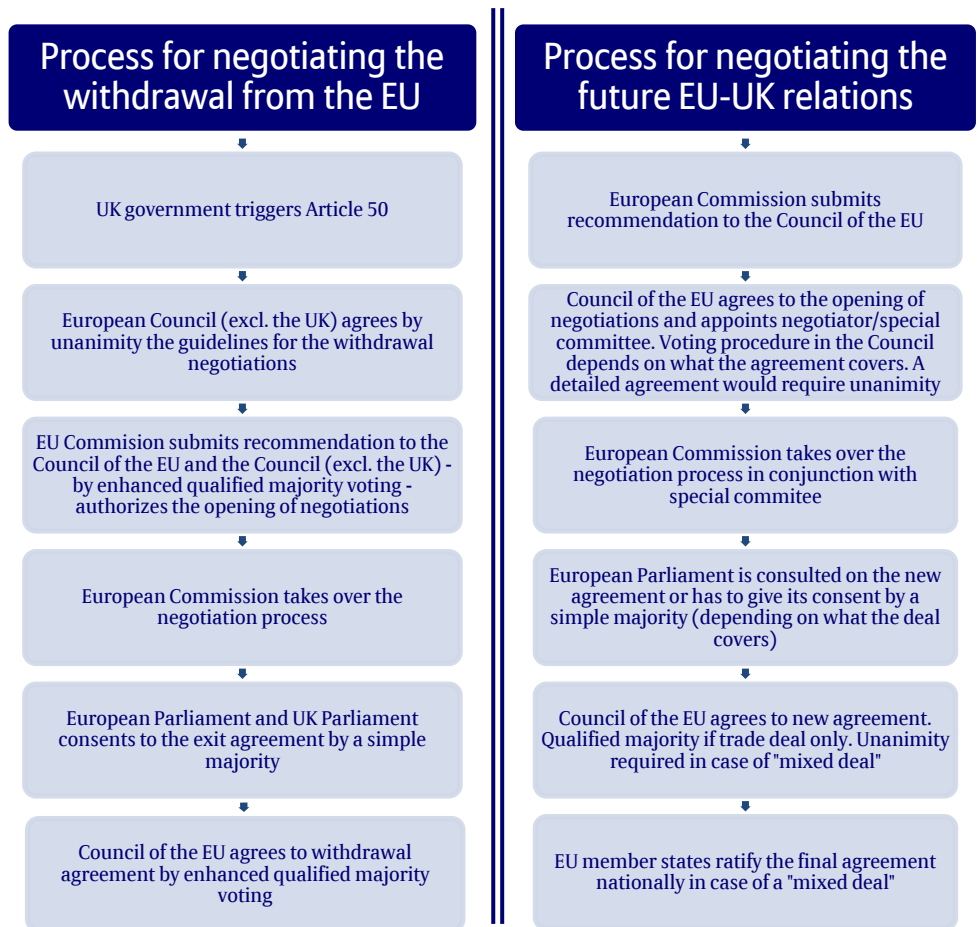 Process for negotiating the
withdrawal from the EU
UK government triggers Article 50
European Council (excl. the UK) agrees by
unanimity the guidelines for the withdrawal
negotiations
EU Commision submits recommendation to the
Council of the EU and the Council (excl. the UK) -
by enhanced qualified majority voting -
authorizes the opening of negotiations
European Commission takes over the
negotiation process
European Parliament and UK Parliament
consents to the exit agreement by a simple
majority
Council of the EU agrees to withdrawal
agreement by enhanced qualified majority
voting
Process for negotiating the
future EU-UK relations
European Commission submits
recommendation to the Council of the EU
Council of the EU agrees to the opening of
negotiations and appoints negotiator/special
committee. Voting procedure in the Council
depends on what the agreement covers. A
detailed agreement would require unanimity
European Commission takes over the
negotiation process in conjunction with
special commitee
European Parliament is consulted on the new
agreement or has to give its consent by a
simple majority (depending on what the deal
covers)
Council of the EU agrees to new agreement.
Qualified majority if trade deal only. Unanimity
required in case of "mixed deal"
EU member states ratify the final agreement
nationally in case of a "mixed deal"